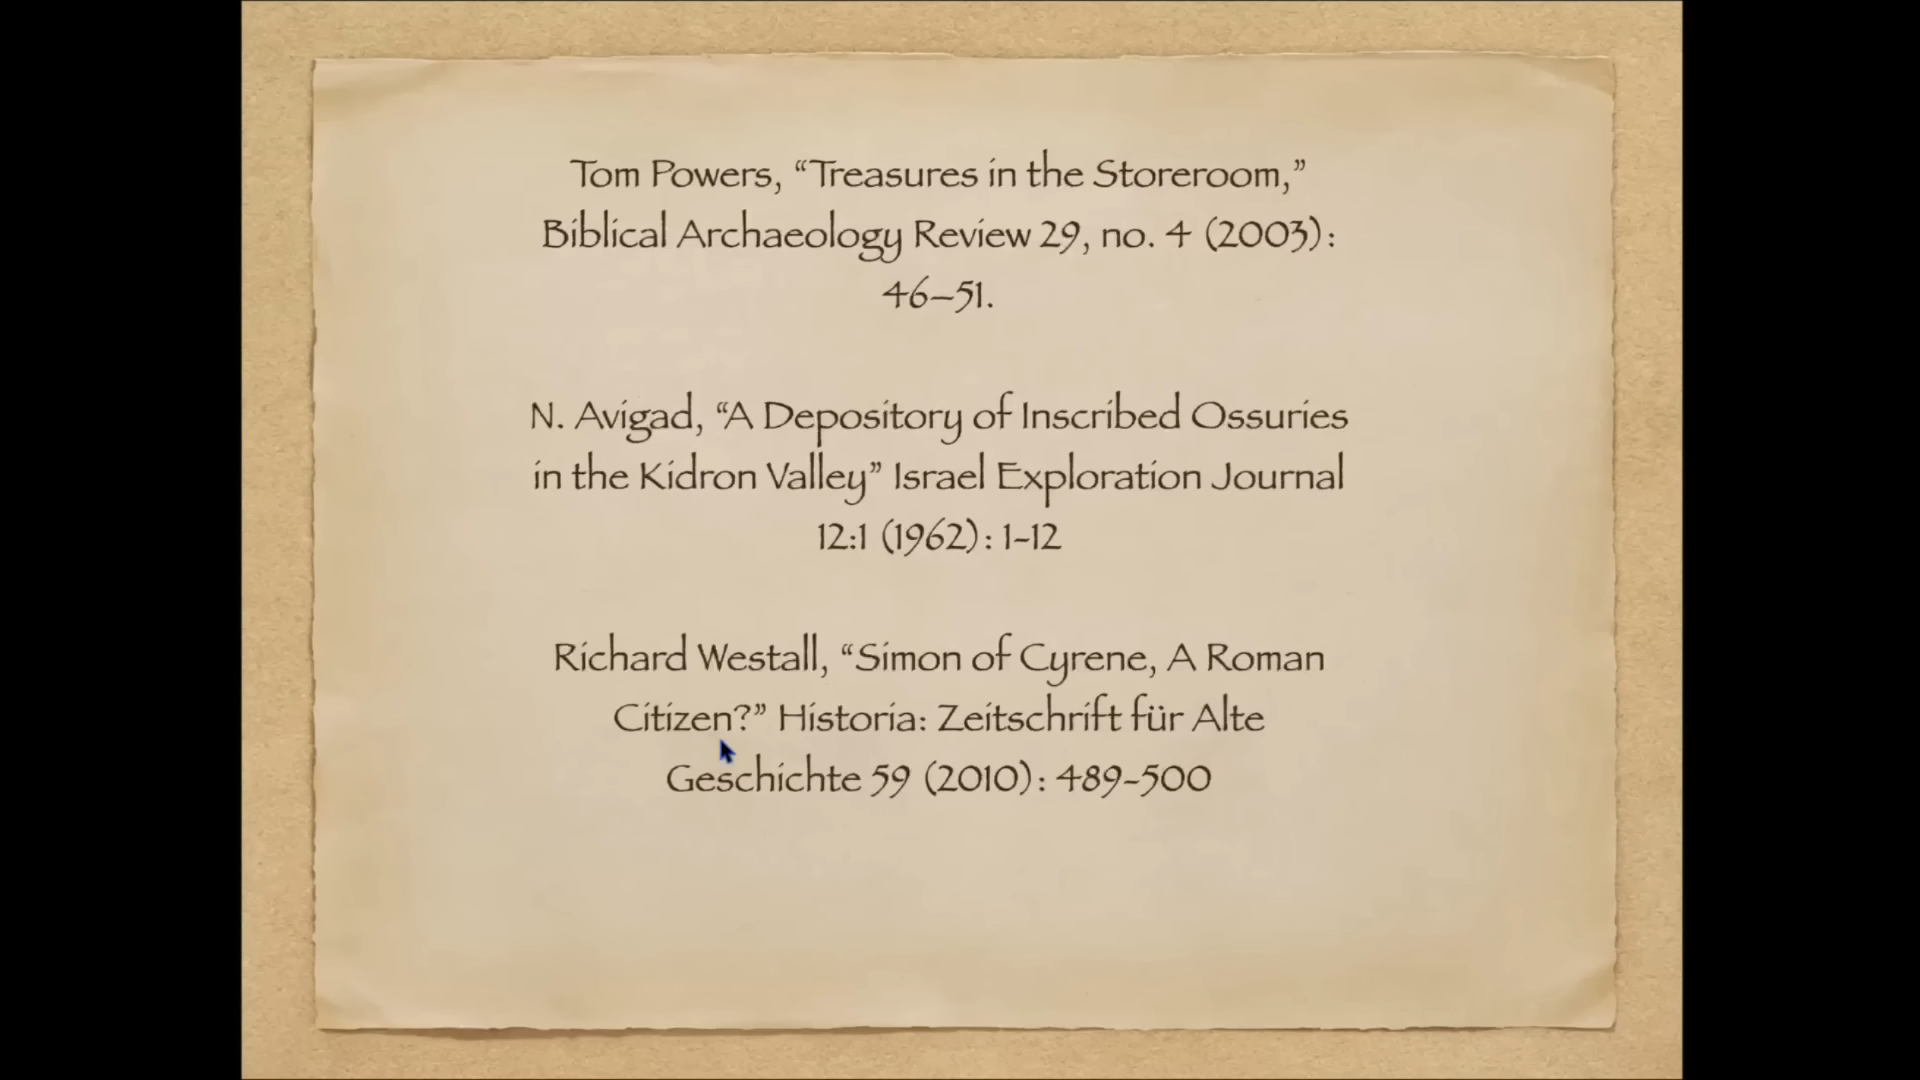 Tom Powers, “Treasures in the Storeroom,”
Biblical Archaeology Review 29, no. 4 (2003):
46–51.
N. Avigad, “A Depository of Inscribed Ossuries
in the Kidron Valley” Israel Exploration Journal
12:1 (1962): 1-12
Richard Westall, “Simon of Cyrene, A Roman
Citizen?” Historia: Zeitschrift für Alte
Geschichte 59 (2010): 489-500